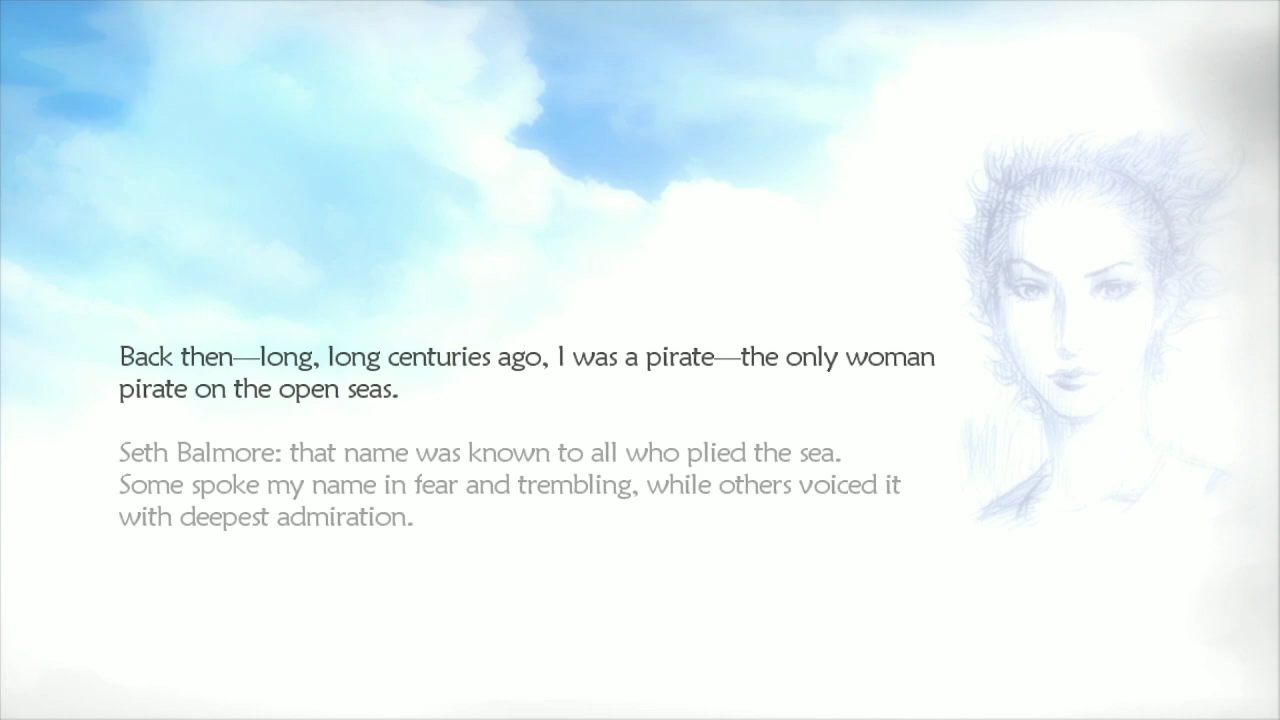 Back then—long, long centuries ago, I was a pirate—the only woman
pirate on the open seas.
Seth Balmore: that name was known to all who plied the sea.
Some spoke my name in fear and trembling, while others voiced it
with deepest admiration.